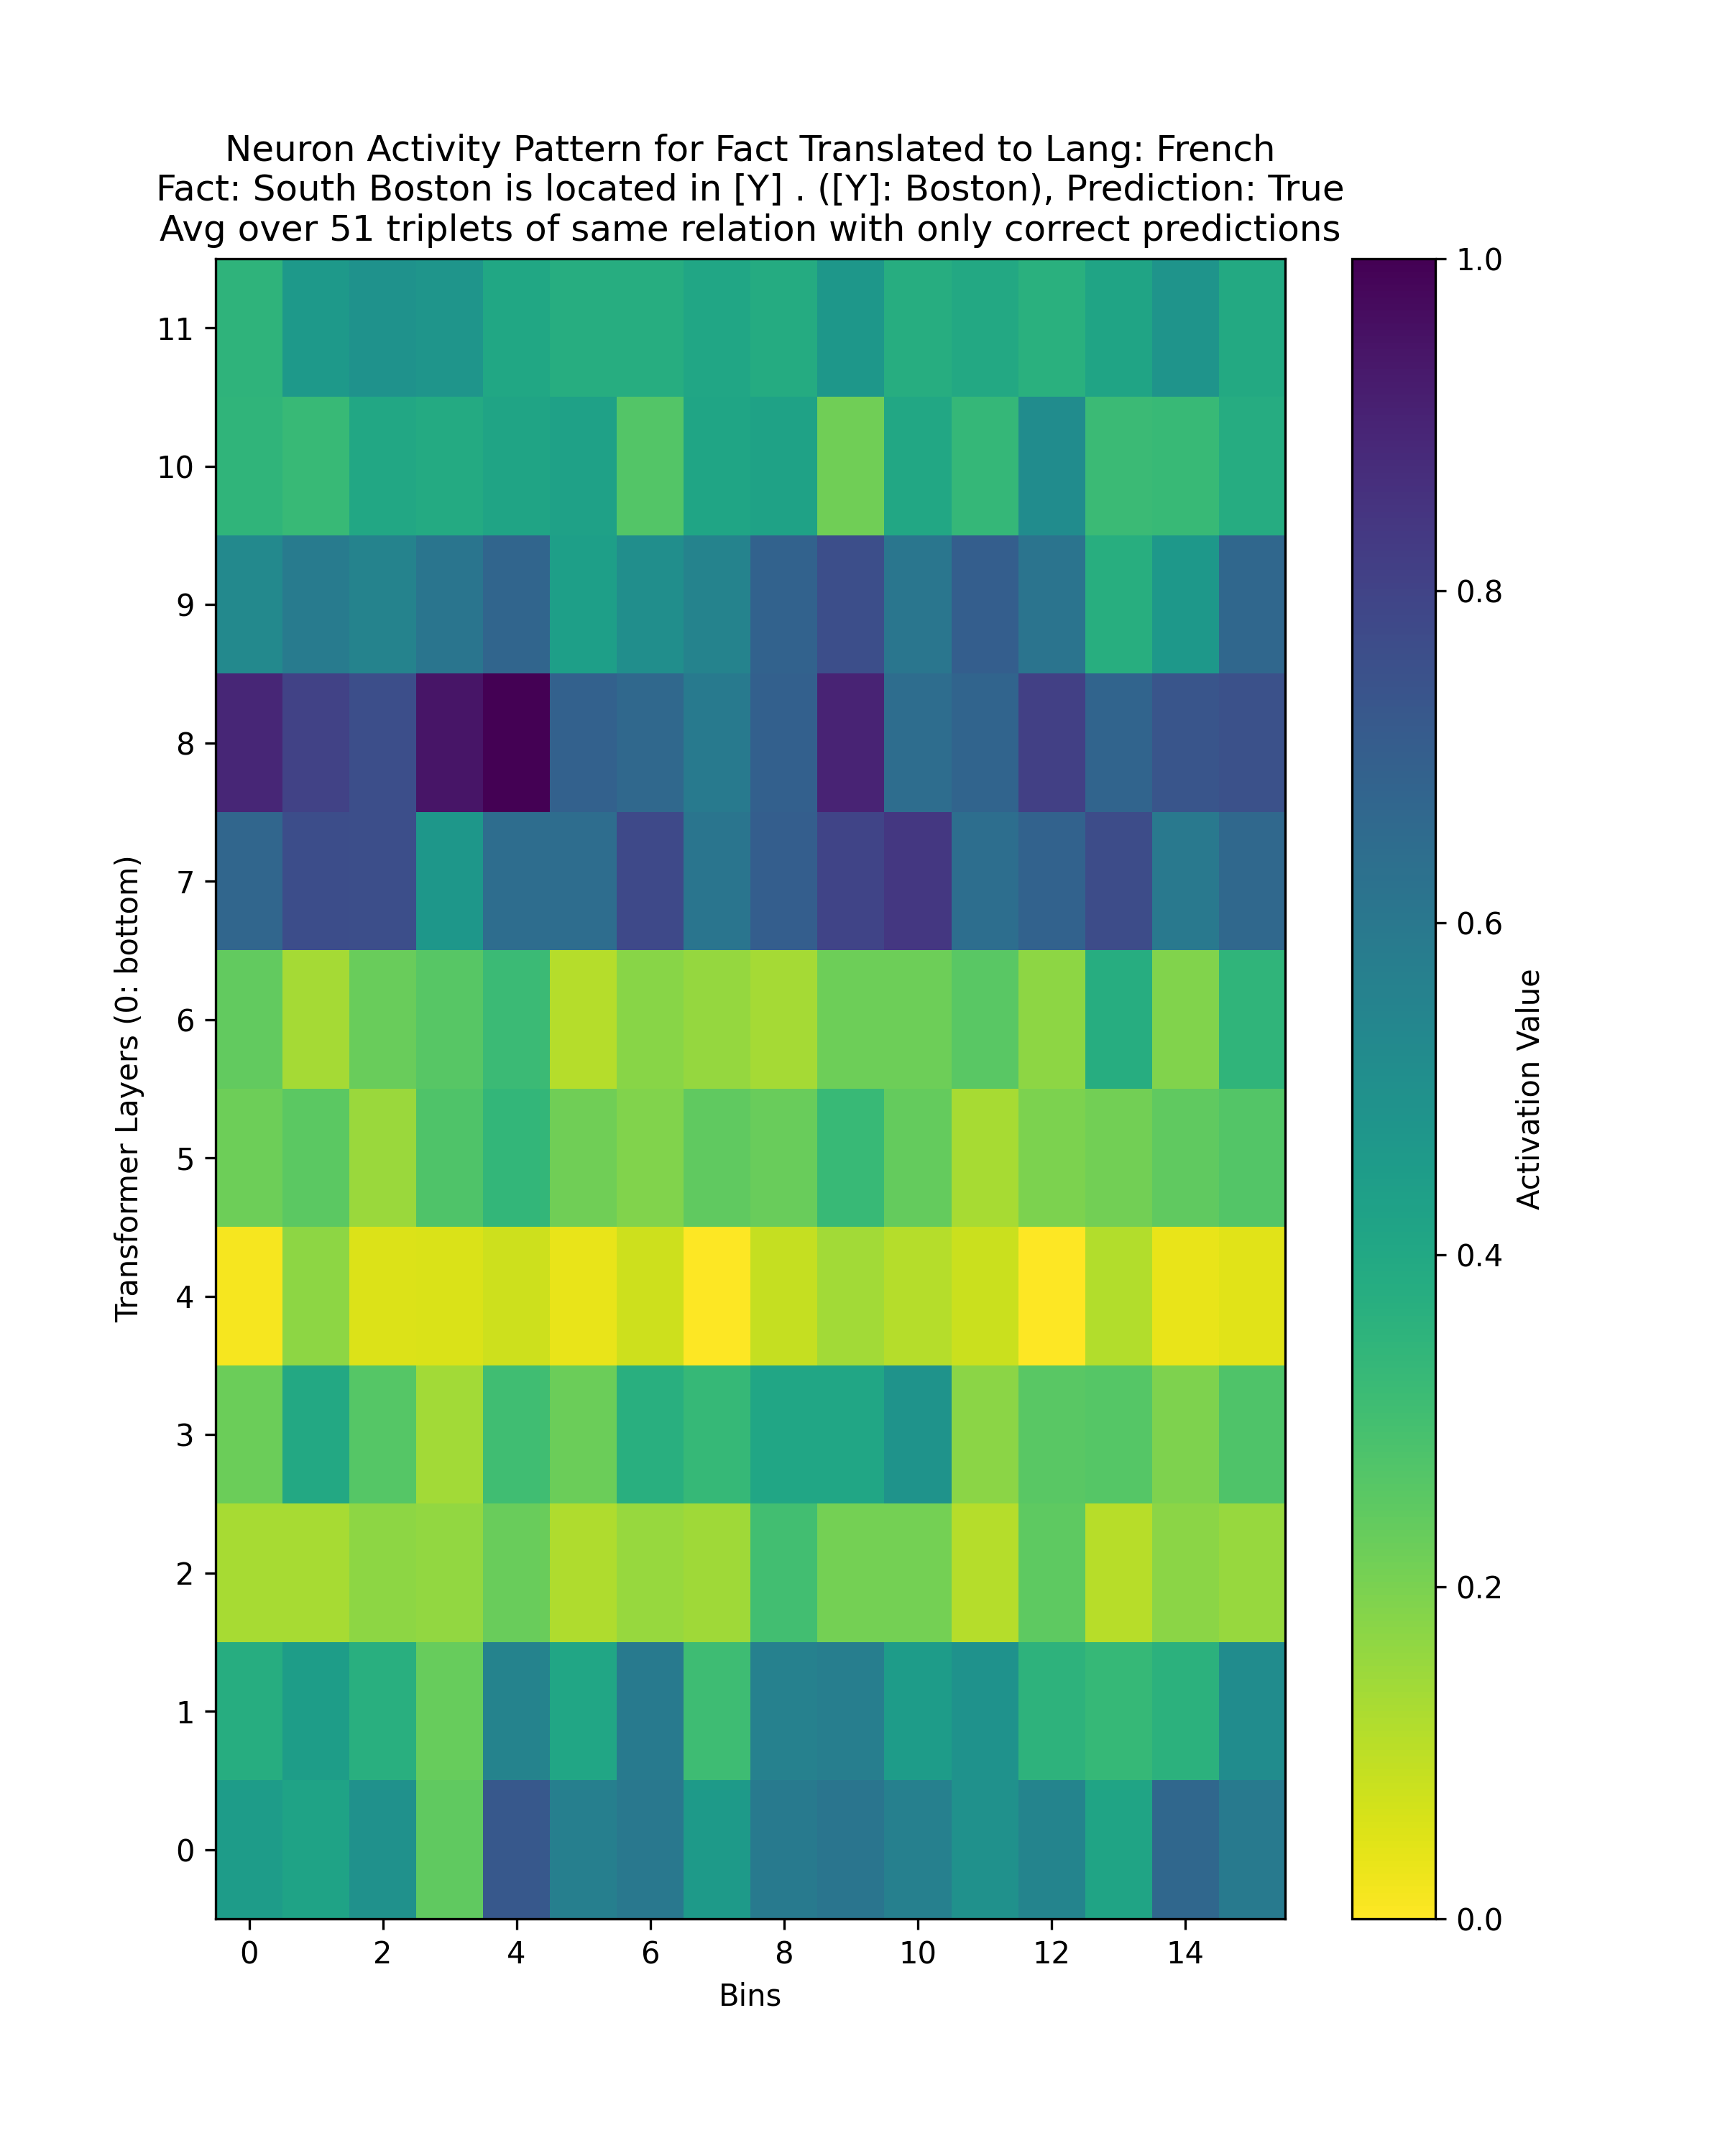 Neuron Activity Pattern for Fact Translated to Lang: French
Fact: South Boston is located in [Y] . ([Y]: Boston), Prediction: True
Avg over 51 triplets of same relation with only correct predictions
Transformer Layers (0: bottom)
11
10
9
8
7
6
5
4
3
2
1
0
0 2 4 6 8 10 12 14
Bins
1.0
0.8
0.6
0.4
0.2
0.0
Activation Value